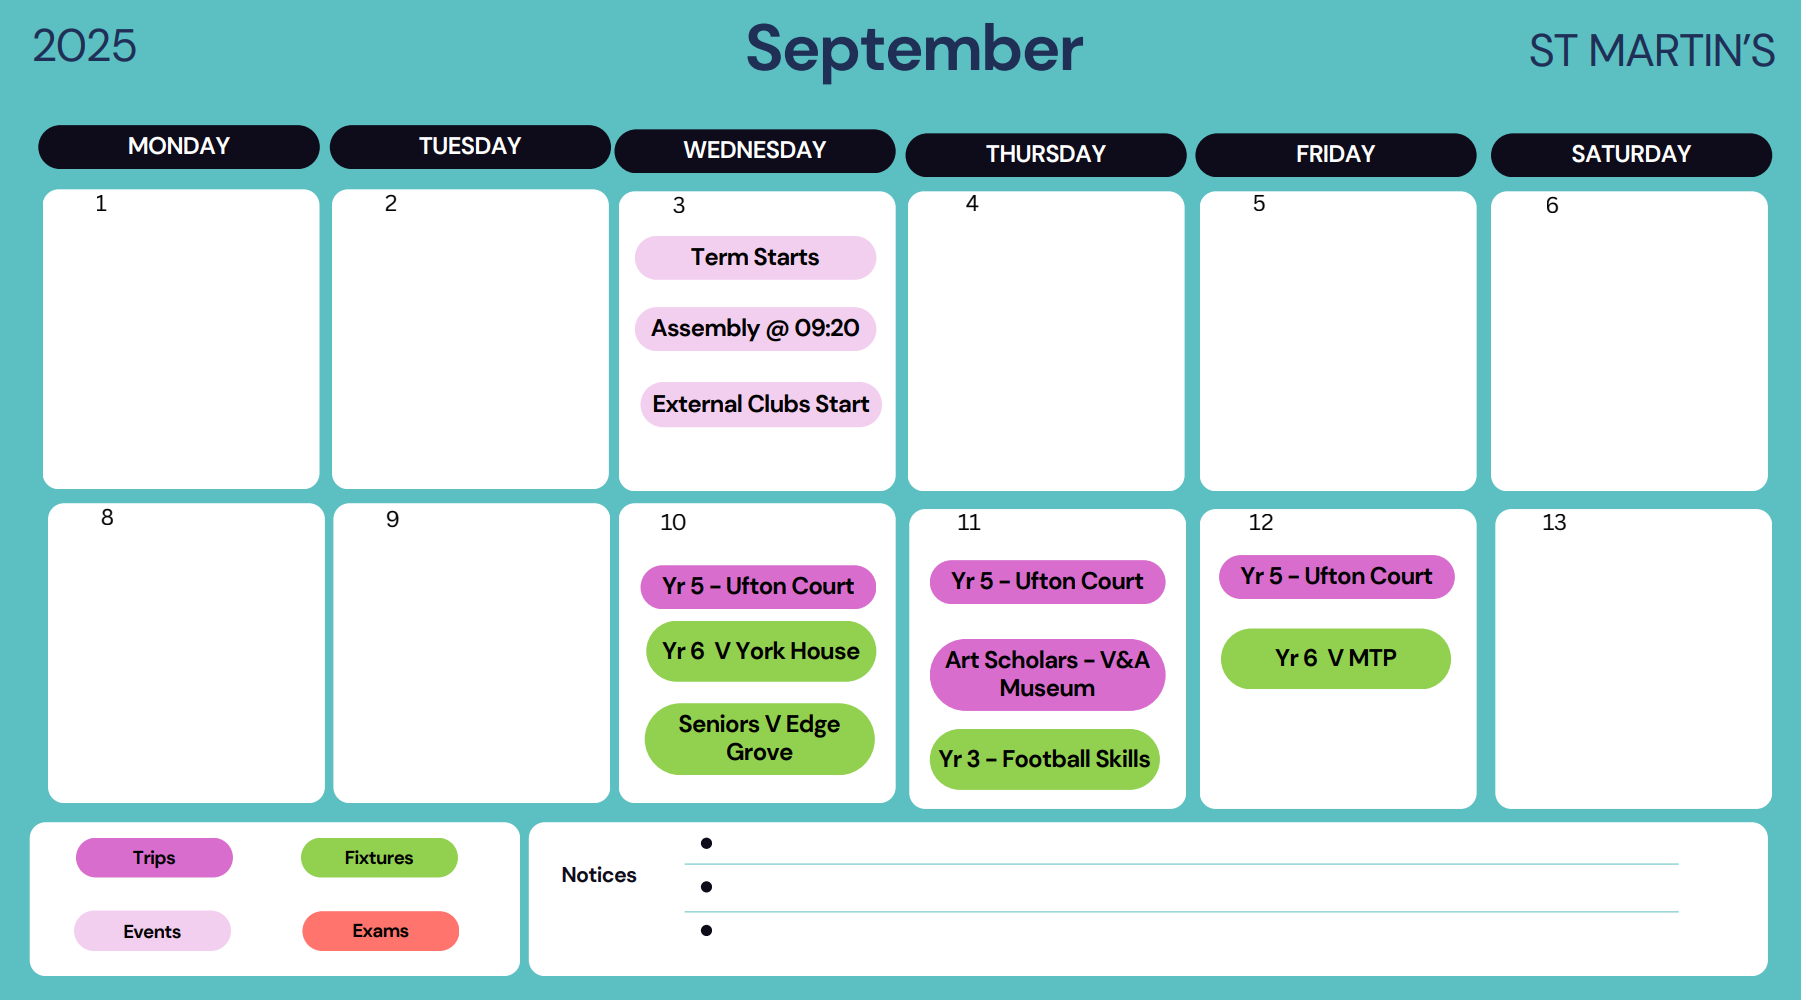 2025
September
ST MARTIN'S
MONDAY
TUESDAY
WEDNESDAY
THURSDAY
FRIDAY
SATURDAY
1
2
3
Term Starts
Assembly @ 09:20
External Clubs Start
4
5
6
8
9
10
Yr 5 – Ufton Court
Yr 6  V York House
Seniors V Edge
Grove
11
Yr 5 – Ufton Court
Art Scholars – V&A
Museum
Yr 3 – Football Skills
12
Yr 5 – Ufton Court
Yr 6  V MTP
13
Trips
Fixtures
Events
Exams
Notices